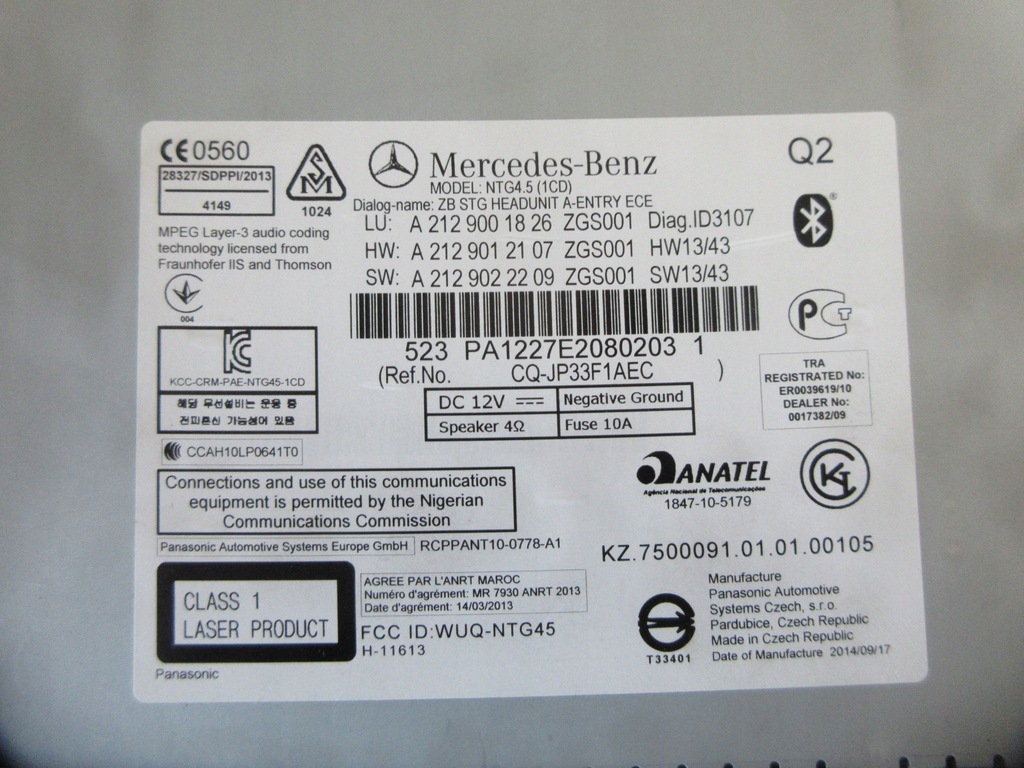 CE0560
28327/SDPPI/2013
4149
SM
1024
Mercedes-Benz
MODEL: NTG4.5 (1CD)
Dialog-name: ZB STG HEADUNIT A-ENTRY ECE
LU: A 212 900 18 26 ZGS001 Diag.ID3107
HW: A 212 901 21 07 ZGS001 HW13/43
SW: A 212 902 22 09 ZGS001 SW13/43
Q2
MPEG Layer-3 audio coding
technology licensed from
Fraunhofer IIS and Thomson
004
523 PA1227E2080203 1
(Ref.No. CQ-JP33F1AEC )
KCC-CRM-PAE-NTG45-1CD
해당 무선설비는 운용 중
전파혼신 가능성이 있음
DC 12V
Negative Ground
Speaker 4Ω
Fuse 10A
TRA
REGISTRATED No:
ER0039619/10
DEALER No:
0017382/09
CCAH10LP0641T0
Connections and use of this communications
equipment is permitted by the Nigerian
Communications Commission
ANATEL
Agência Nacional de Telecomunicações
1847-10-5179
Panasonic Automotive Systems Europe GmbH RCPPANT10-0778-A1
KZ.7500091.01.01.00105
CLASS 1
LASER PRODUCT
AGREE PAR L'ANRT MAROC
Numéro d'agrément: MR 7930 ANRT 2013
Date d'agrément: 14/03/2013
FCC ID:WUQ-NTG45
H-11613
T33401
Manufacture
Panasonic Automotive
Systems Czech, s.r.o.
Pardubice, Czech Republic
Made in Czech Republic
Date of Manufacture 2014/09/17
Panasonic